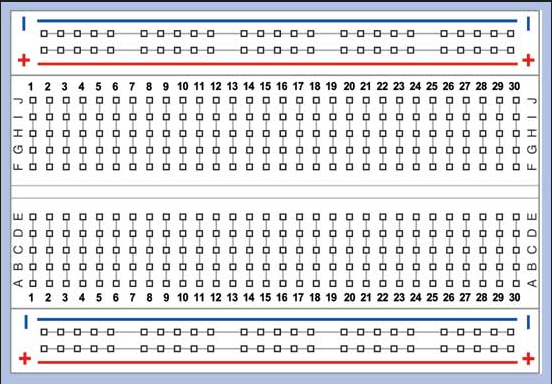 − −
+ +
1 2 3 4 5 6 7 8 9 10 11 12 13 14 15 16 17 18 19 20 21 22 23 24 25 26 27 28 29 30
J J
I I
H H
G G
F F
E E
D D
C C
B B
A A
1 2 3 4 5 6 7 8 9 10 11 12 13 14 15 16 17 18 19 20 21 22 23 24 25 26 27 28 29 30
− −
+ +